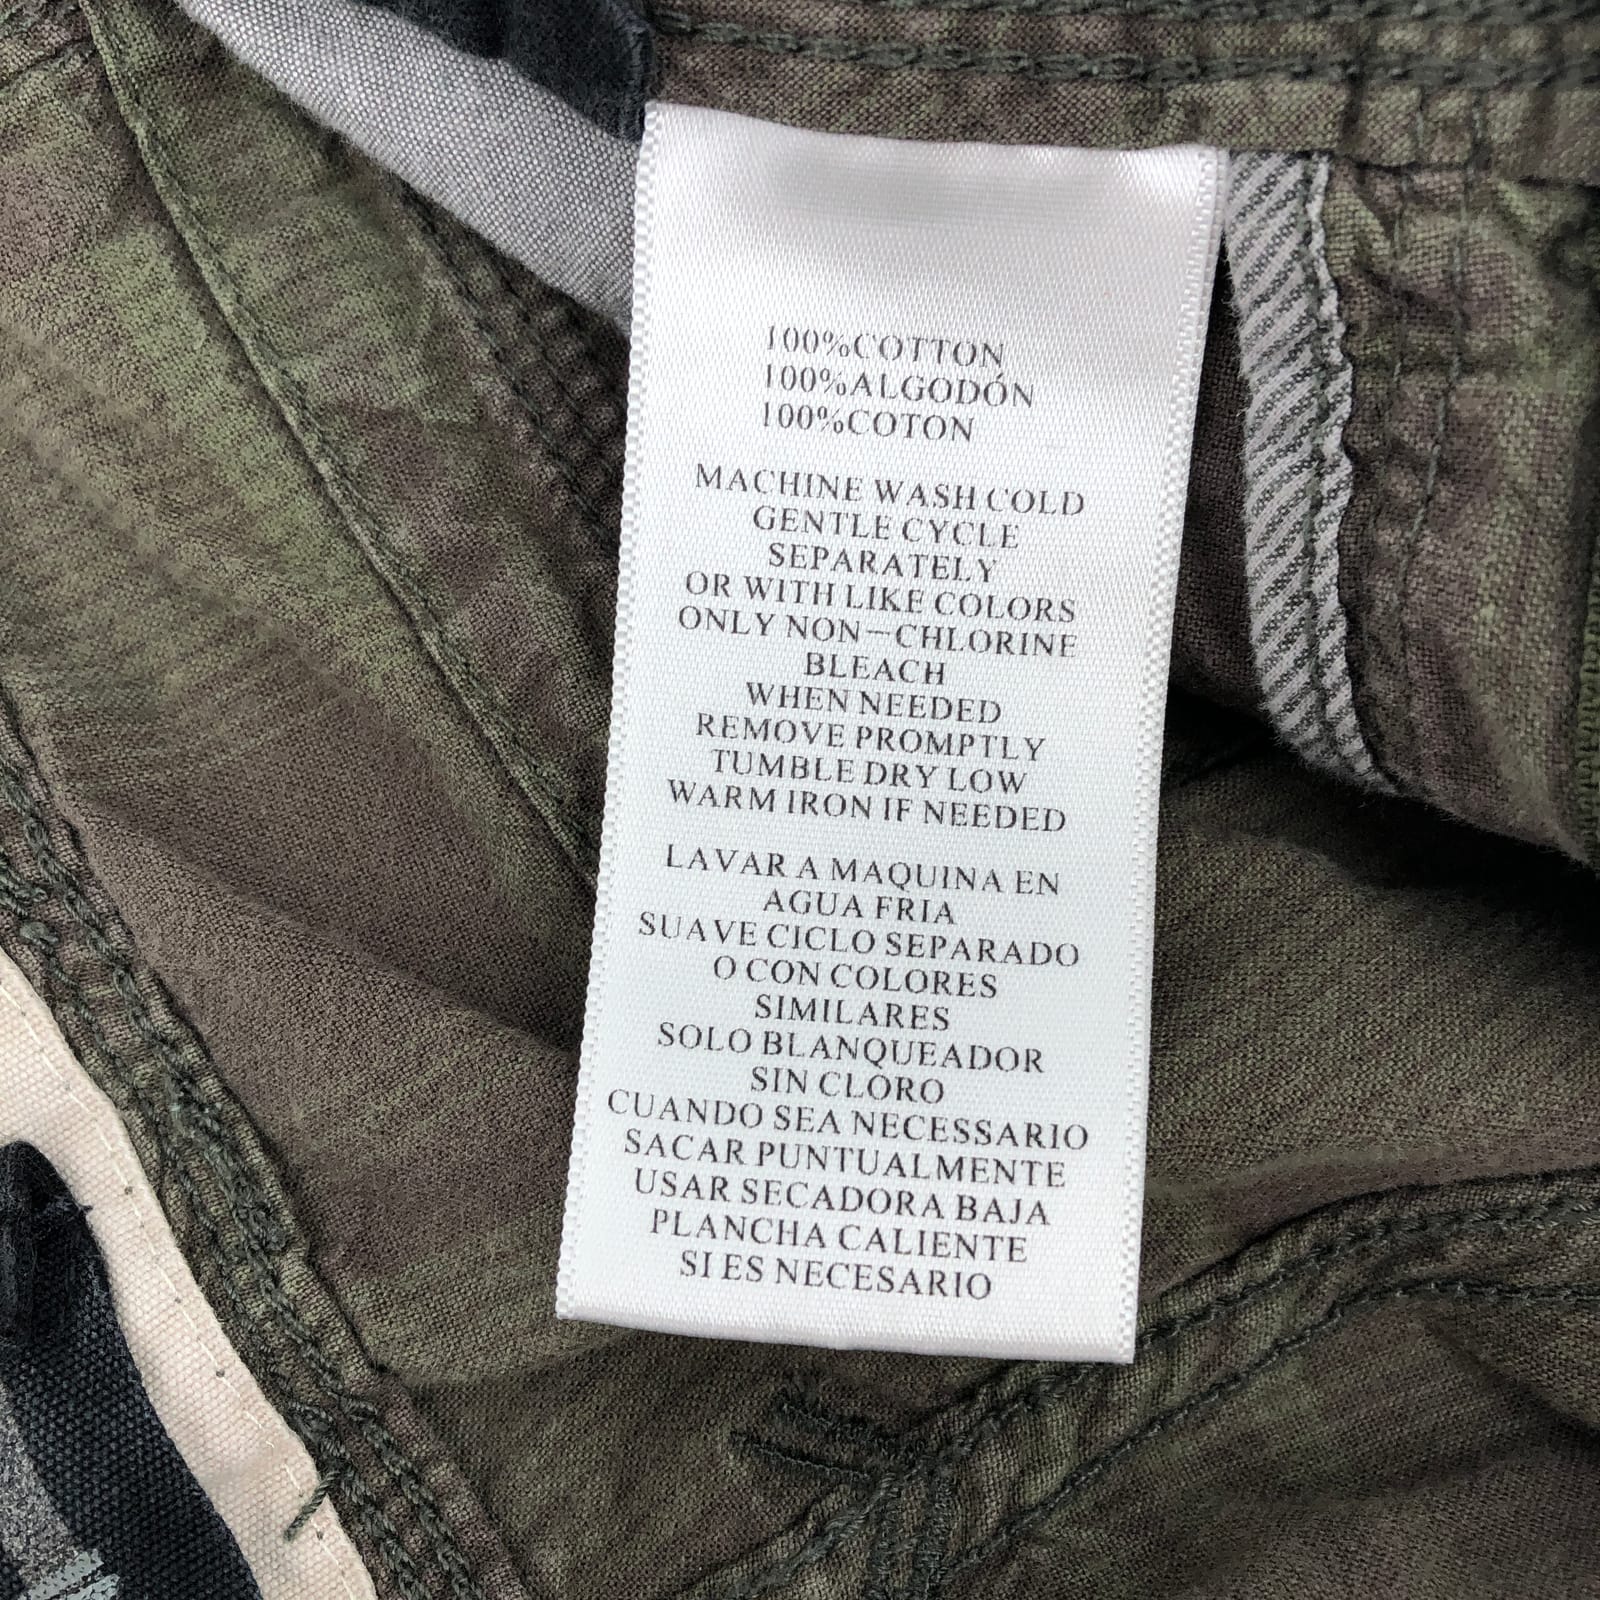 100%COTTON
100%ALGODÓN
100%COTON
MACHINE WASH COLD
GENTLE CYCLE
SEPARATELY
OR WITH LIKE COLORS
ONLY NON-CHLORINE
BLEACH
WHEN NEEDED
REMOVE PROMPTLY
TUMBLE DRY LOW
WARM IRON IF NEEDED
LAVAR A MAQUINA EN
AGUA FRIA
SUAVE CICLO SEPARADO
O CON COLORES
SIMILARES
SOLO BLANQUEADOR
SIN CLORO
CUANDO SEA NECESSARIO
SACAR PUNTUALMENTE
USAR SECADORA BAJA
PLANCHA CALIENTE
SI ES NECESARIO